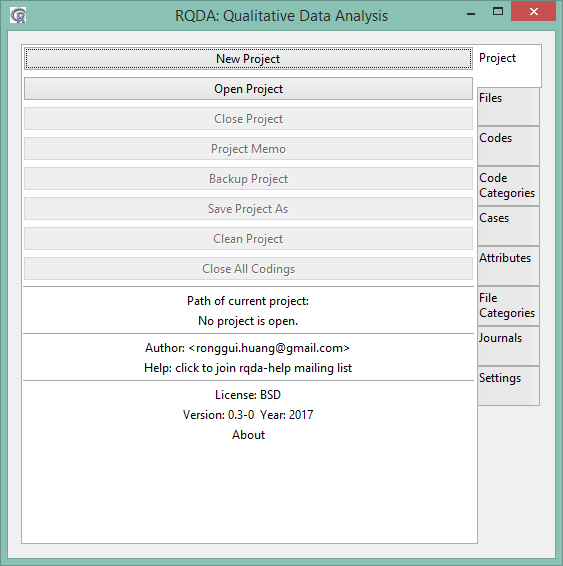 RQDA: Qualitative Data Analysis
New Project
Open Project
Close Project
Project Memo
Backup Project
Save Project As
Clean Project
Close All Codings
Path of current project:
No project is open.
Author: <ronggui.huang@gmail.com>
Help: click to join rqda-help mailing list
License: BSD
Version: 0.3-0 Year: 2017
About
Project
Files
Codes
Code
Categories
Cases
Attributes
File
Categories
Journals
Settings